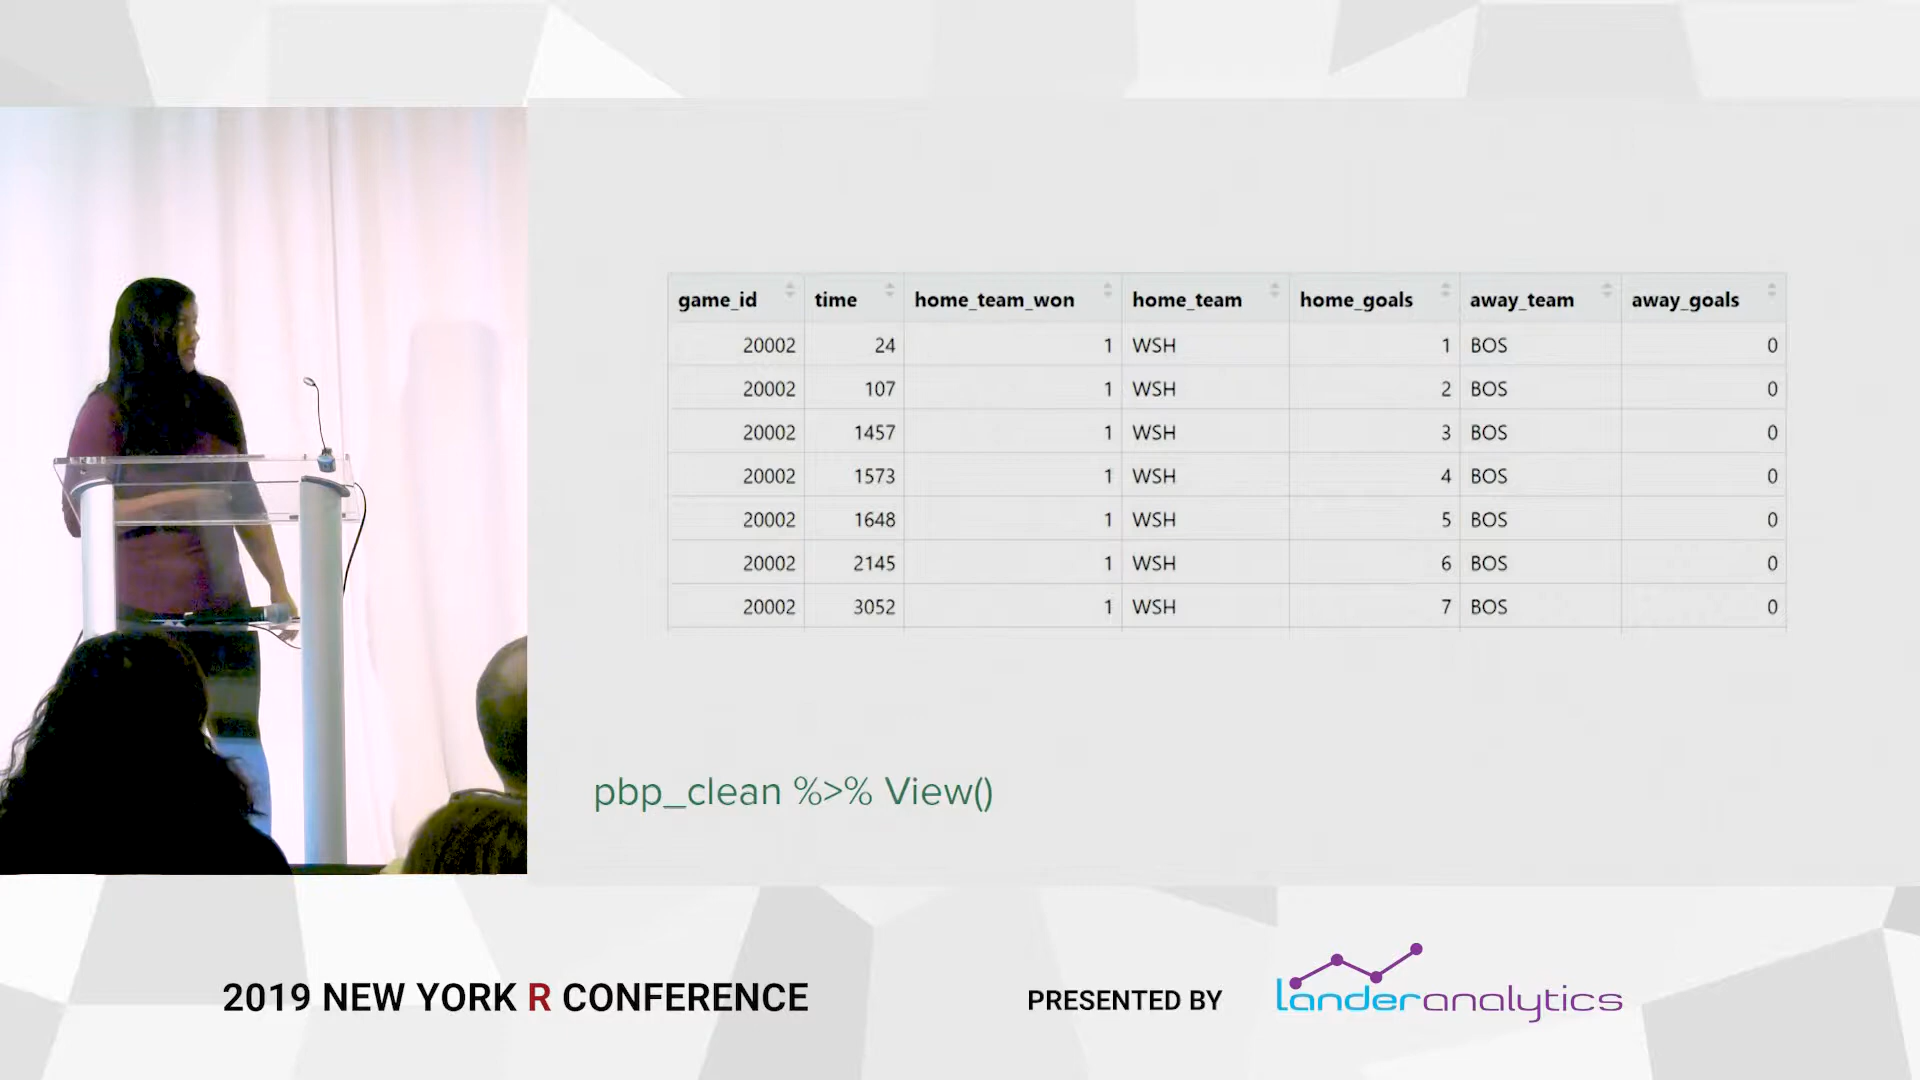 game_id time home_team_won home_team home_goals away_team away_goals
20002 24 1 WSH 1 BOS 0
20002 107 1 WSH 2 BOS 0
20002 1457 1 WSH 3 BOS 0
20002 1573 1 WSH 4 BOS 0
20002 1648 1 WSH 5 BOS 0
20002 2145 1 WSH 6 BOS 0
20002 3052 1 WSH 7 BOS 0
pbp_clean %>% View()
2019 NEW YORK R CONFERENCE
PRESENTED BY
landeranalytics